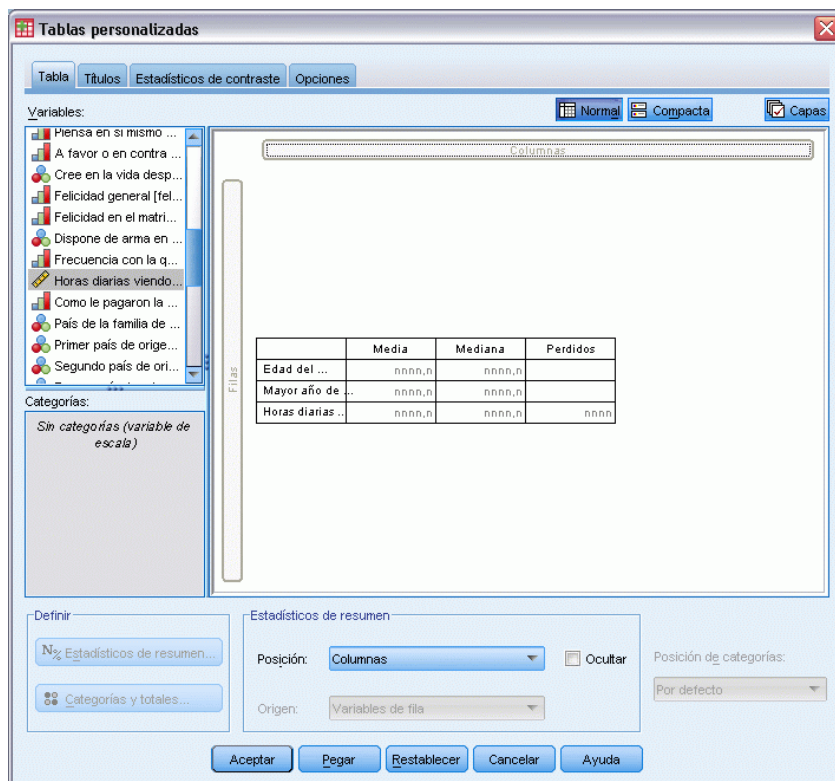 Tablas personalizadas
Tabla
Títulos
Estadísticos de contraste
Opciones
Variables:
Normal
Compacta
Capas
Piensa en sí mismo ...
A favor o en contra ...
Cree en la vida desp...
Felicidad general [fel...
Felicidad en el matri...
Dispone de arma en ...
Frecuencia con la q...
Horas diarias viendo...
Como le pagaron la ...
País de la familia de ...
Primer país de orige...
Segundo país de ori...
Columnas
Filas
Media Mediana Perdidos
Edad del ... nnnn,n nnnn,n
Mayor año de ... nnnn,n nnnn,n
Horas diarias .. nnnn,n nnnn,n nnnn
Categorías:
Sin categorías (variable de
escala)
Definir
N% Estadísticos de resumen...
Categorías y totales...
Estadísticos de resumen
Posición: Columnas
Ocultar
Origen: Variables de fila
Posición de categorías:
Por defecto
Aceptar
Pegar
Restablecer
Cancelar
Ayuda